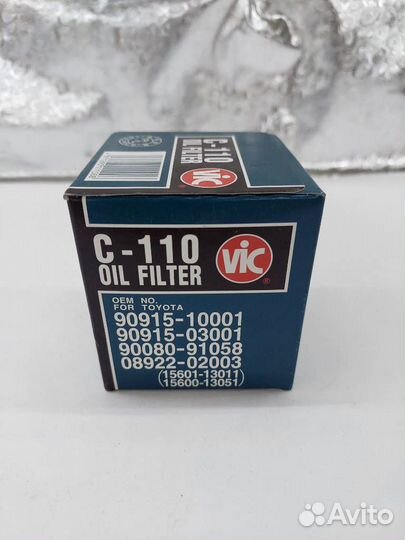 C-110
OIL FILTER
VIC
C-110
OIL FILTER
VIC
®
OEM NO.
FOR TOYOTA
90915-10001
90915-03001
90080-91058
08922-02003
(15601-13011)
(15600-13051)
Avito